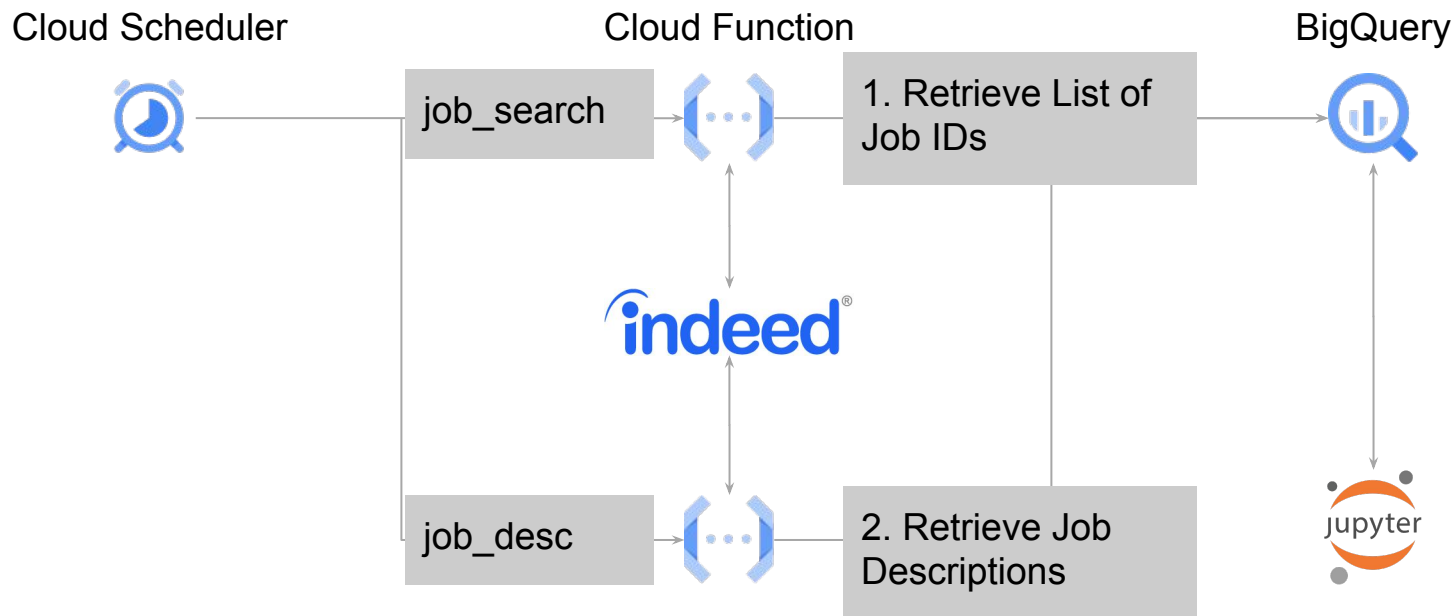 Cloud Scheduler
Cloud Function
BigQuery
job_search
1. Retrieve List of
Job IDs
indeed®
job_desc
2. Retrieve Job
Descriptions
jupyter